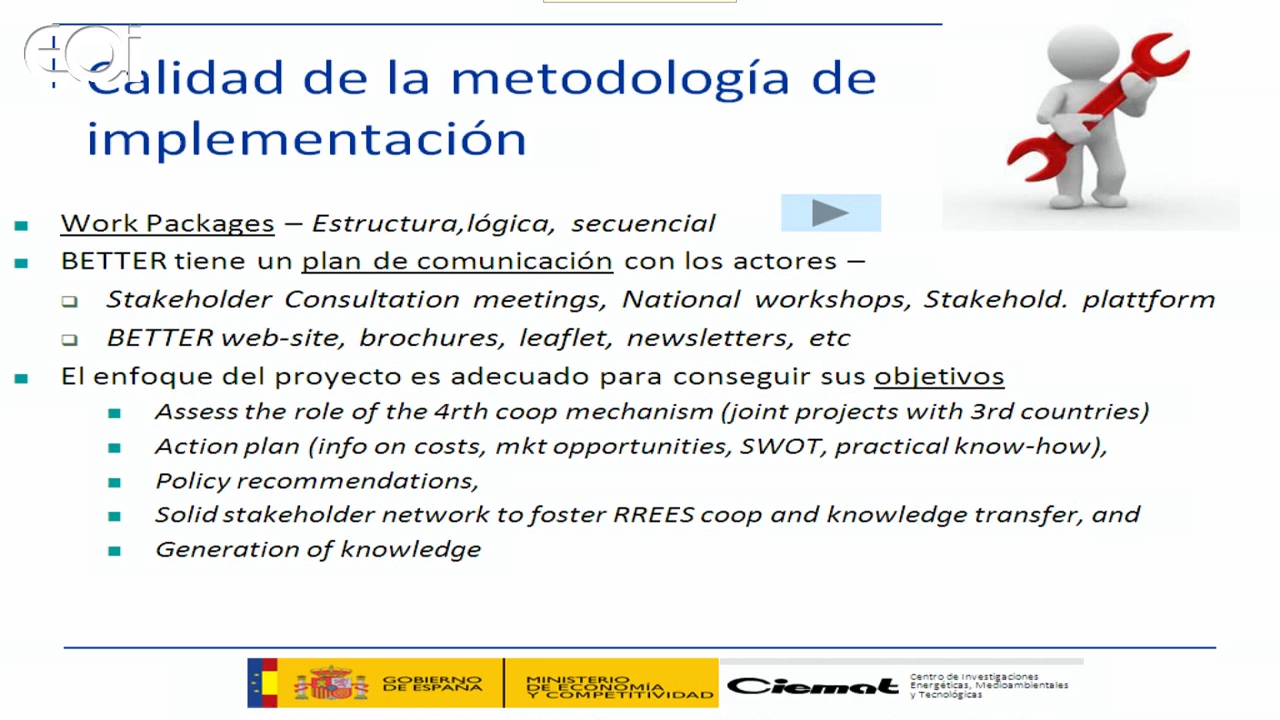 eoi
Calidad de la metodología de
implementación
Work Packages – Estructura,lógica, secuencial
BETTER tiene un plan de comunicación con los actores –
Stakeholder Consultation meetings, National workshops, Stakehold. plattform
BETTER web-site, brochures, leaflet, newsletters, etc
El enfoque del proyecto es adecuado para conseguir sus objetivos
Assess the role of the 4rth coop mechanism (joint projects with 3rd countries)
Action plan (info on costs, mkt opportunities, SWOT, practical know-how),
Policy recommendations,
Solid stakeholder network to foster RREES coop and knowledge transfer, and
Generation of knowledge
GOBIERNO
DE ESPAÑA
MINISTERIO
DE ECONOMÍA
Y COMPETITIVIDAD
Ciemat
Centro de Investigaciones
Energéticas, Medioambientales
y Tecnológicas